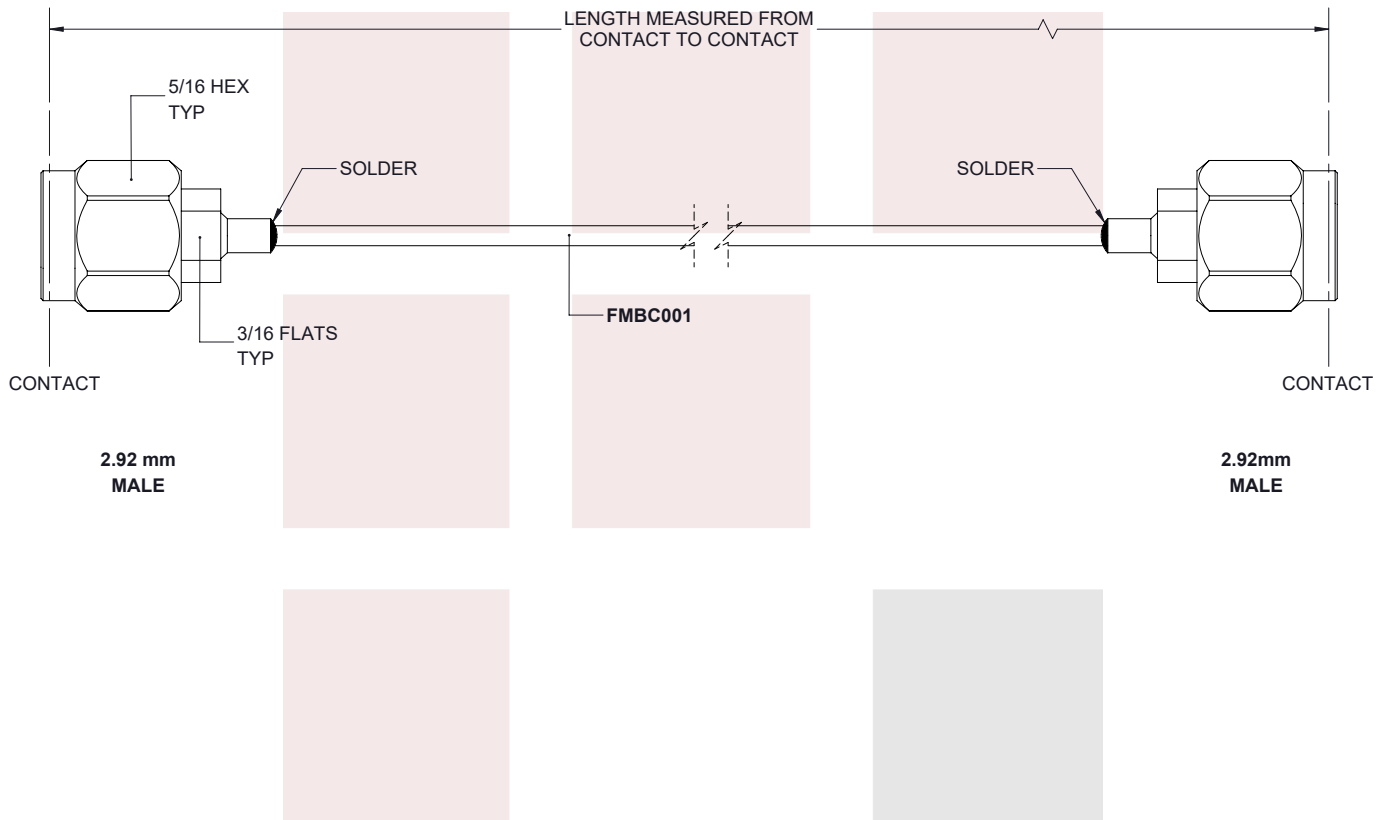 LENGTH MEASURED FROM
CONTACT TO CONTACT
5/16 HEX
TYP
SOLDER
SOLDER
FMBC001
3/16 FLATS
TYP
CONTACT
CONTACT
2.92 mm
MALE
2.92mm
MALE